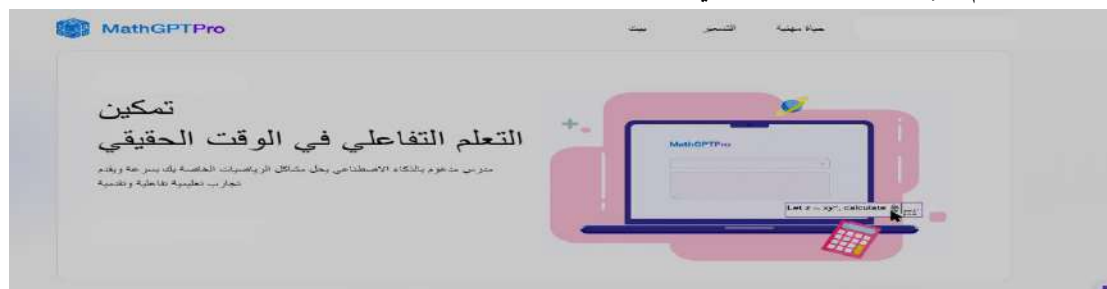 MathGPTPro
بيت
التسعير
حياة مهنية
تمكين
التعلم التفاعلي في الوقت الحقيقي
مدرس مدعوم بالذكاء الاصطناعي يحل مشاكل الرياضيات الخاصة بك بسرعة ويقدم
تجارب تعليمية تفاعلية وتقدمية
MathGPTPro
Let z = xy, calculate